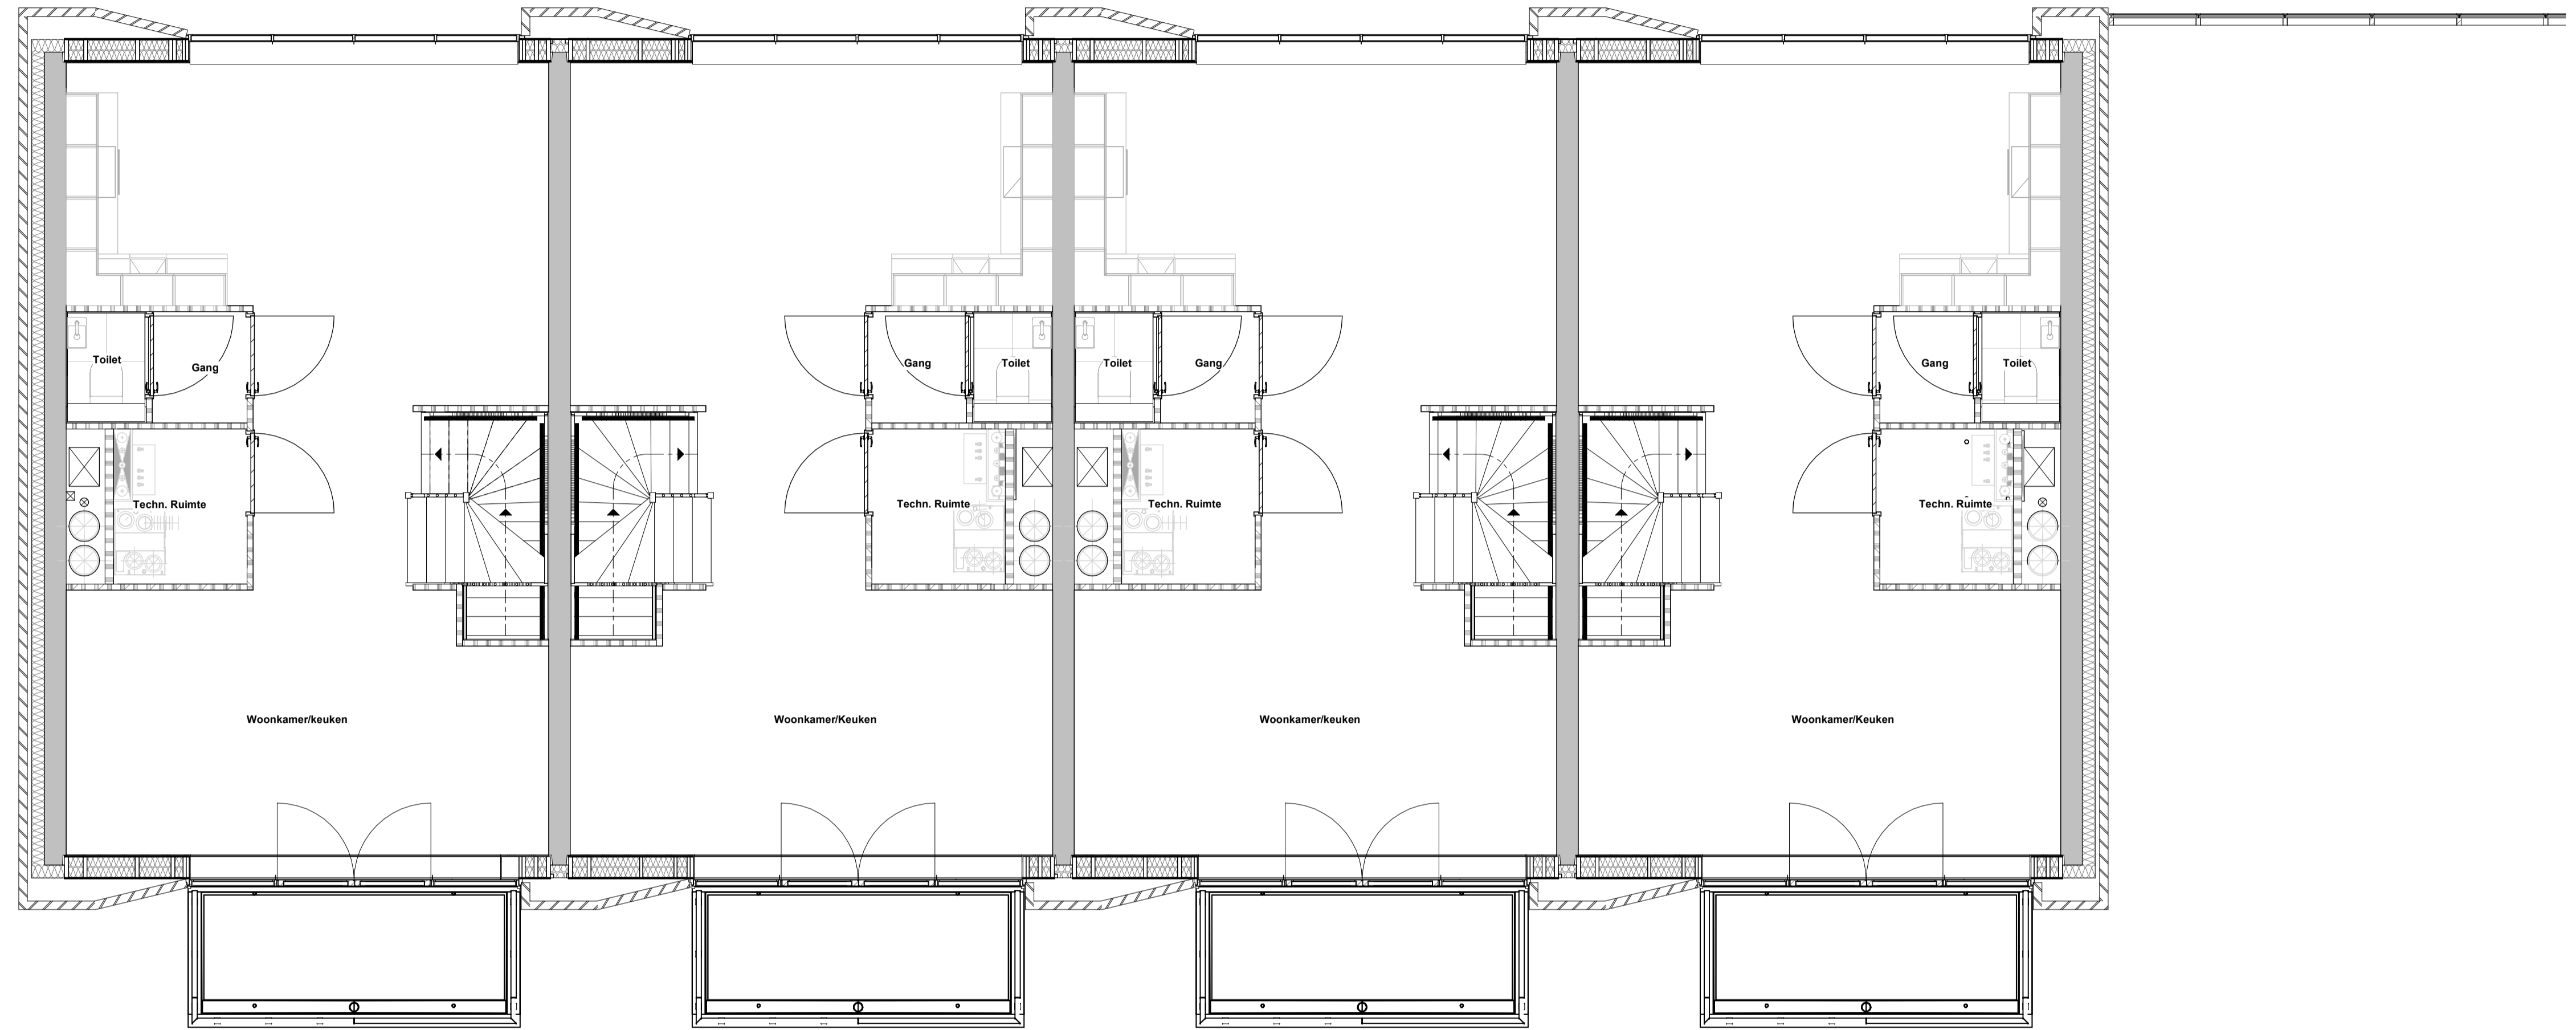 Toilet
Gang
Gang
Toilet
Toilet
Gang
Gang
Toilet
Techn. Ruimte
Techn. Ruimte
Techn. Ruimte
Techn. Ruimte
Woonkamer/keuken
Woonkamer/Keuken
Woonkamer/keuken
Woonkamer/Keuken